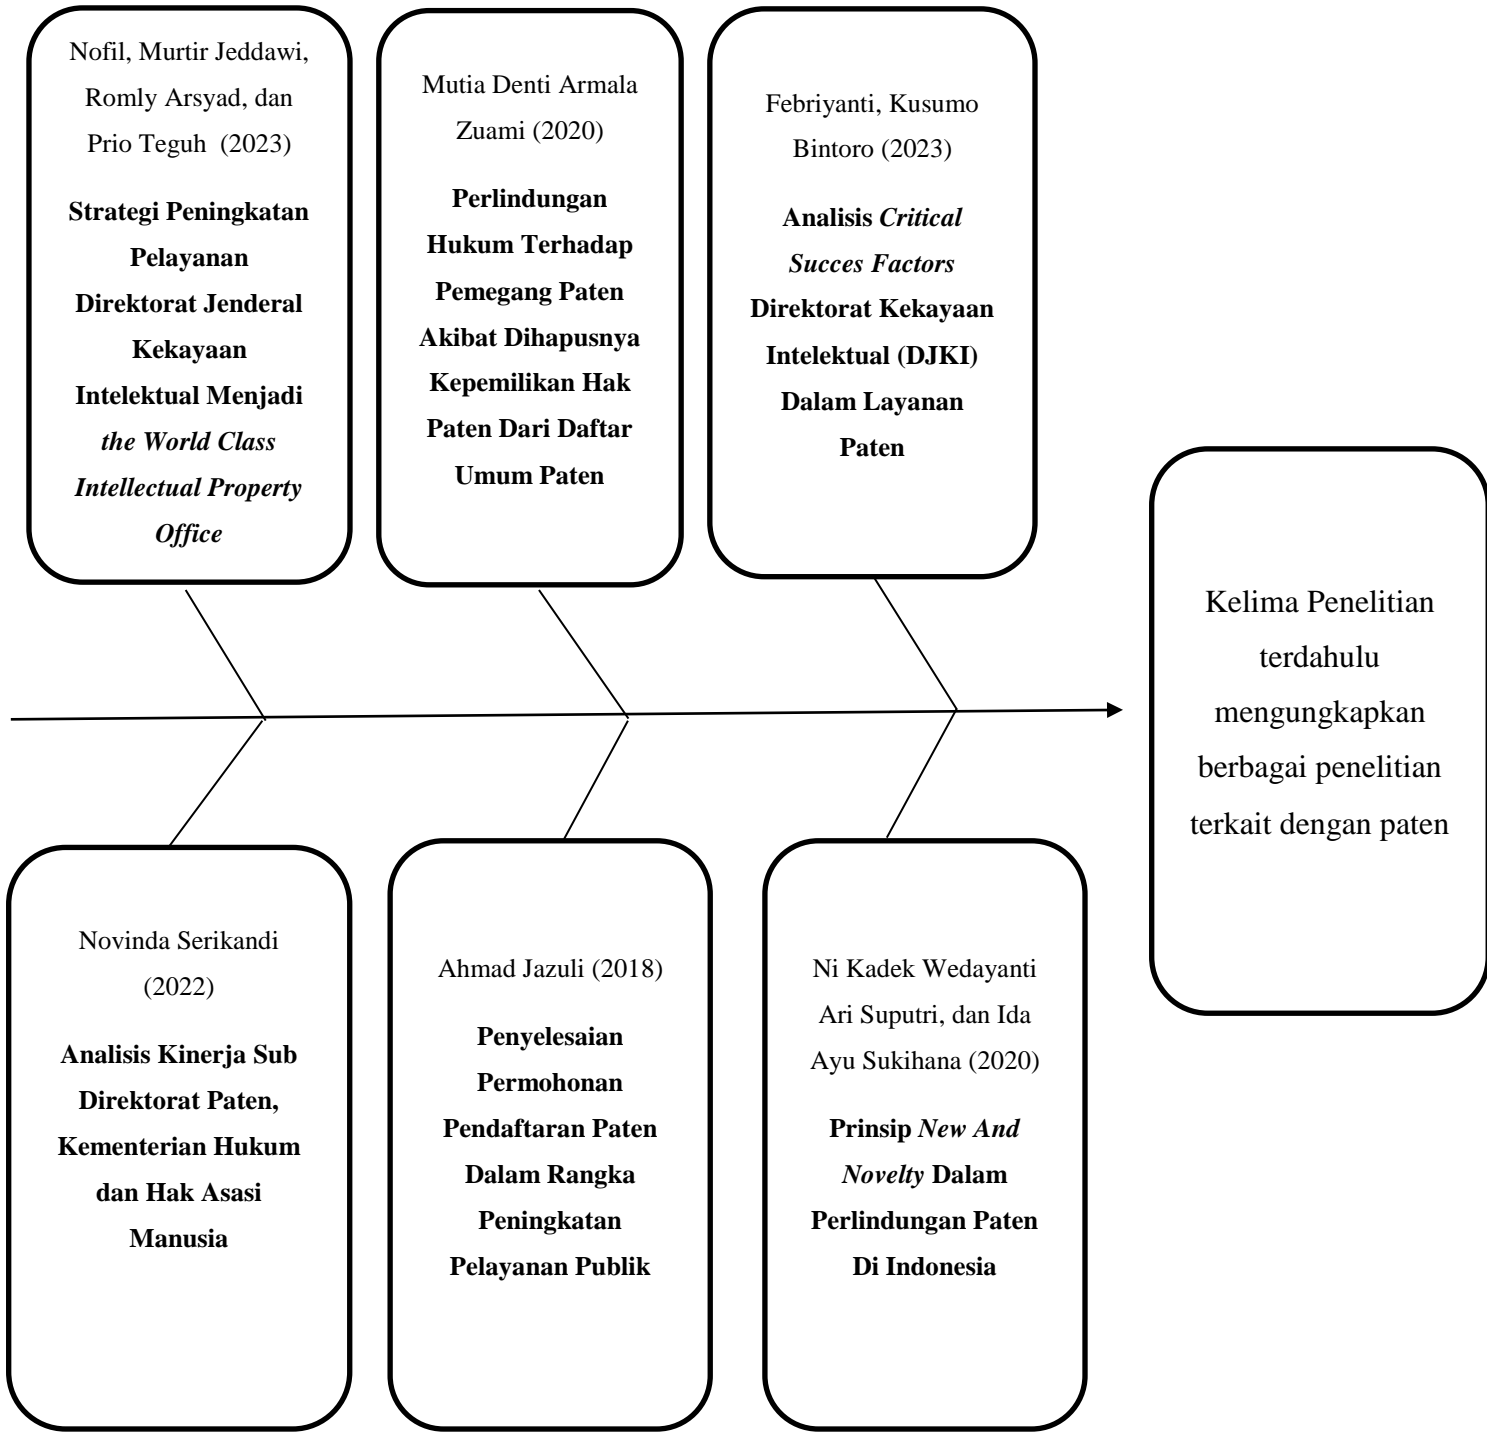 Nofil, Murtir Jeddawi,
Romly Arsyad, dan
Prio Teguh (2023)
Strategi Peningkatan
Pelayanan
Direktorat Jenderal
Kekayaan
Intelektual Menjadi
the World Class
Intellectual Property
Office
Mutia Denti Armala
Zuami (2020)
Perlindungan
Hukum Terhadap
Pemegang Paten
Akibat Dihapusnya
Kepemilikan Hak
Paten Dari Daftar
Umum Paten
Febriyanti, Kusumo
Bintoro (2023)
Analisis Critical
Succes Factors
Direktorat Kekayaan
Intelektual (DJKI)
Dalam Layanan
Paten
Kelima Penelitian
terdahulu
mengungkapkan
berbagai penelitian
terkait dengan paten
Novinda Serikandi
(2022)
Analisis Kinerja Sub
Direktorat Paten,
Kementerian Hukum
dan Hak Asasi
Manusia
Ahmad Jazuli (2018)
Penyelesaian
Permohonan
Pendaftaran Paten
Dalam Rangka
Peningkatan
Pelayanan Publik
Ni Kadek Wedayanti
Ari Suputri, dan Ida
Ayu Sukihana (2020)
Prinsip New And
Novelty Dalam
Perlindungan Paten
Di Indonesia